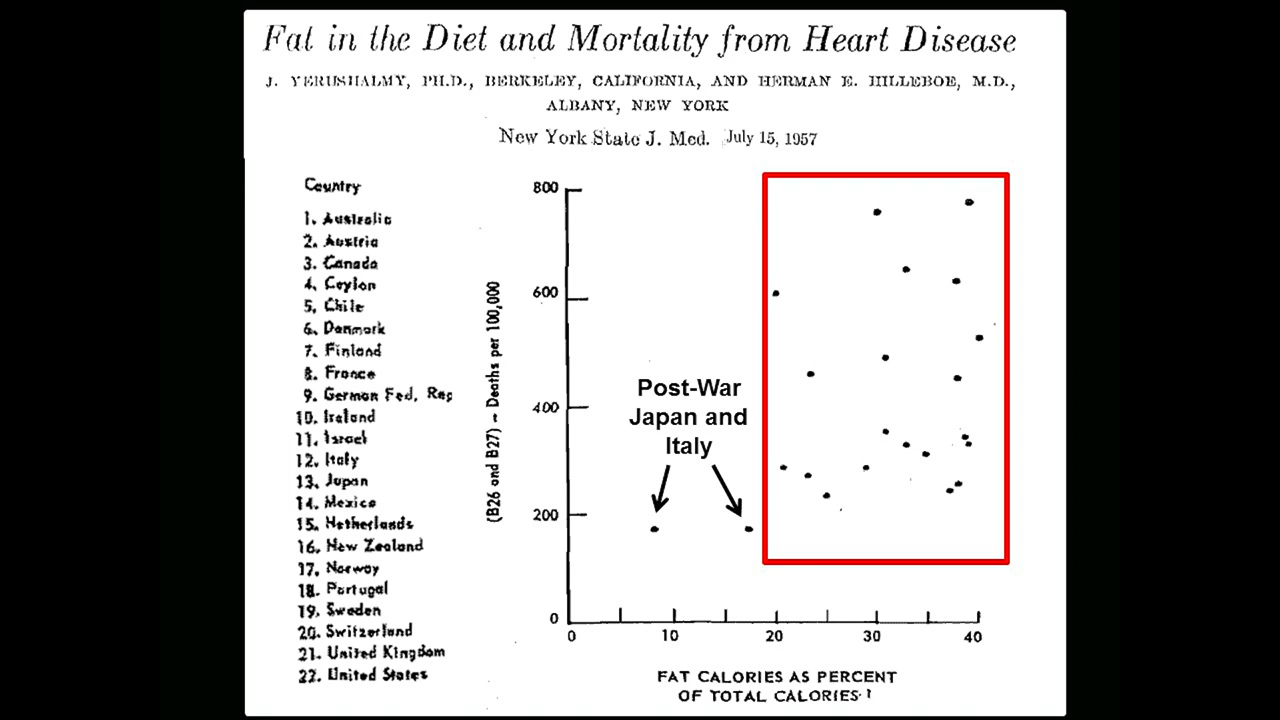 Fat in the Diet and Mortality from Heart Disease
J. YERUSHALMY, PH.D., BERKELEY, CALIFORNIA, AND HERMAN E. HILLEBOE, M.D.,
ALBANY, NEW YORK
New York State J. Med. July 15, 1957
Country
1. Australia
2. Austria
3. Canada
4. Ceylon
5. Chile
6. Denmark
7. Finland
8. France
9. German Fed. Rep
10. Ireland
11. Israel
12. Italy
13. Japan
14. Mexico
15. Netherlands
16. New Zealand
17. Norway
18. Portugal
19. Sweden
20. Switzerland
21. United Kingdom
22. United States
(B26 and B27) - Deaths per 100,000
800
600
400
200
0
Post-War
Japan and
Italy
0 10 20 30 40
FAT CALORIES AS PERCENT
OF TOTAL CALORIES